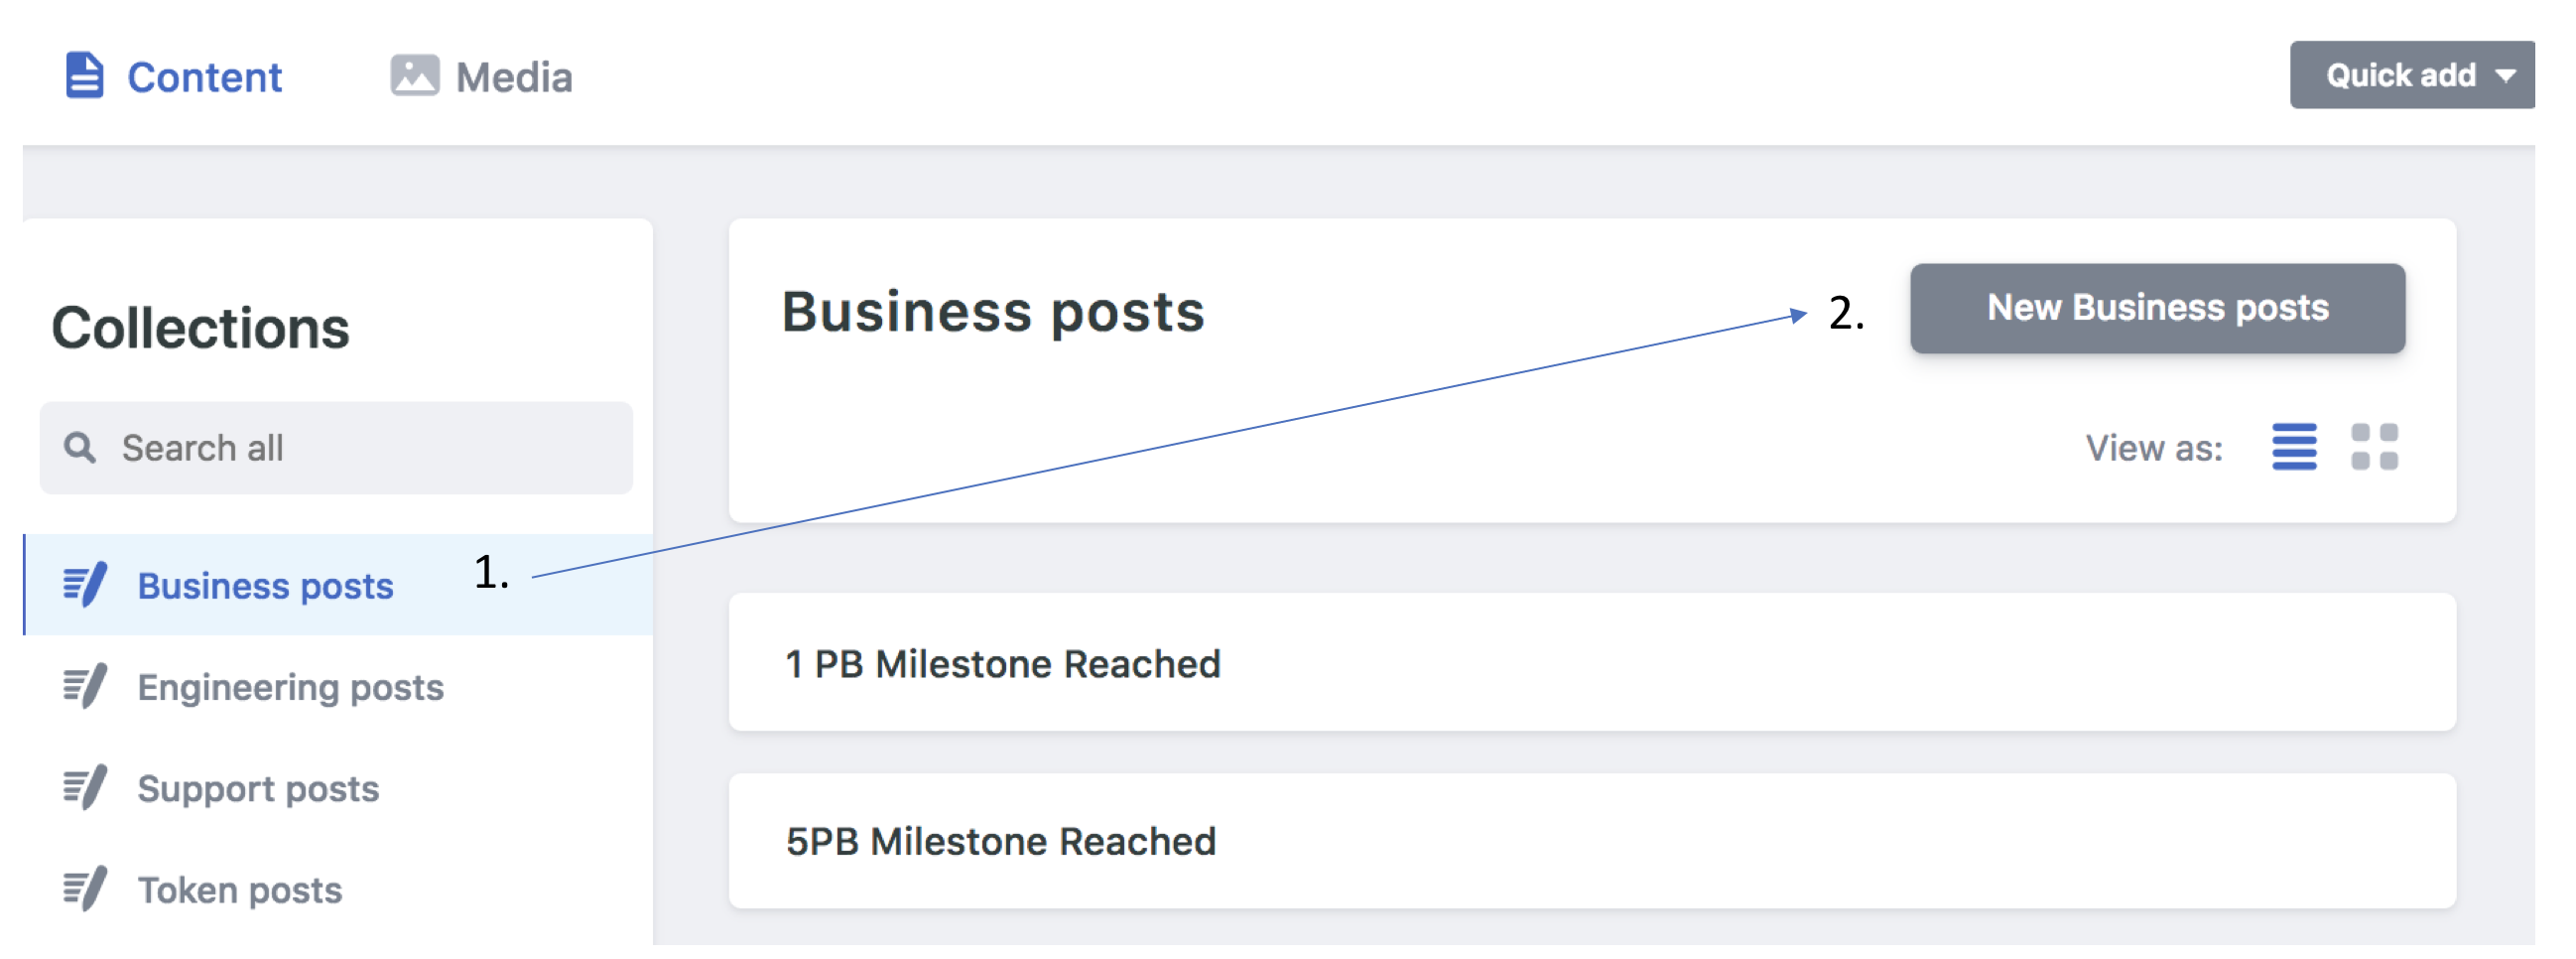 Content
Media
Quick add
Collections
Search all
Business posts
1.
Engineering posts
Support posts
Token posts
Business posts
2.
New Business posts
View as:
1 PB Milestone Reached
5PB Milestone Reached